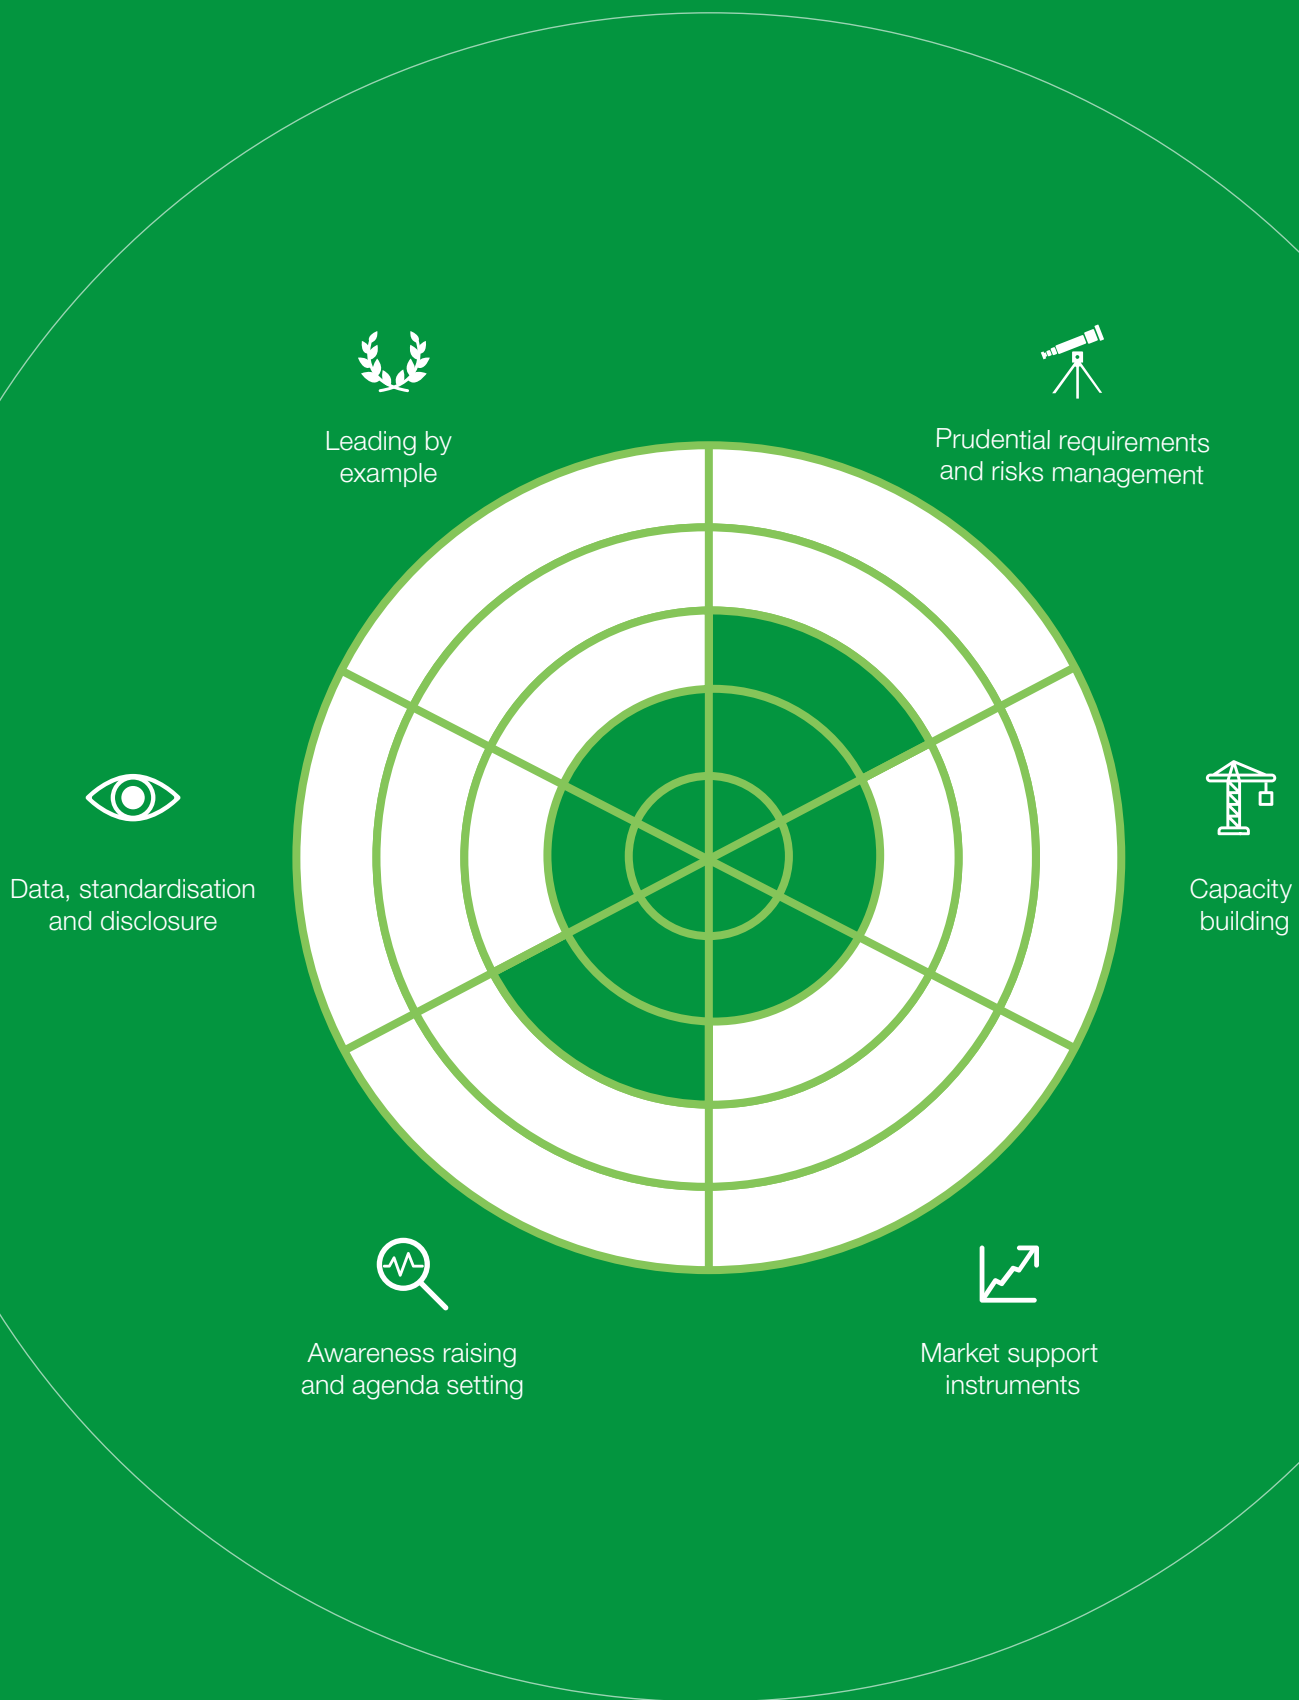 Leading by
example
Prudential requirements
and risks management
Data, standardisation
and disclosure
Capacity
building
Awareness raising
and agenda setting
Market support
instruments